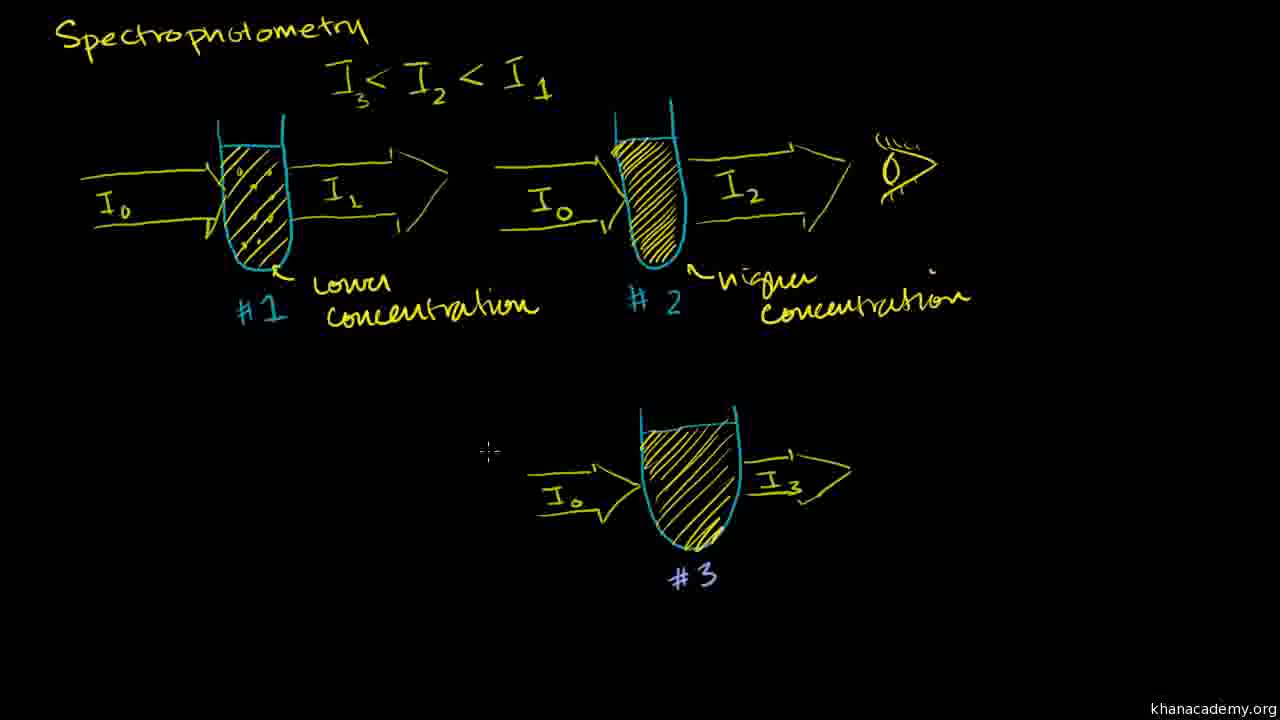 Spectrophotometry
I₃ < I₂ < I₁
I₀
I₁
I₀
I₂
#1
Lower
concentration
#2
higher
concentration
I₀
I₃
#3
khanacademy.org